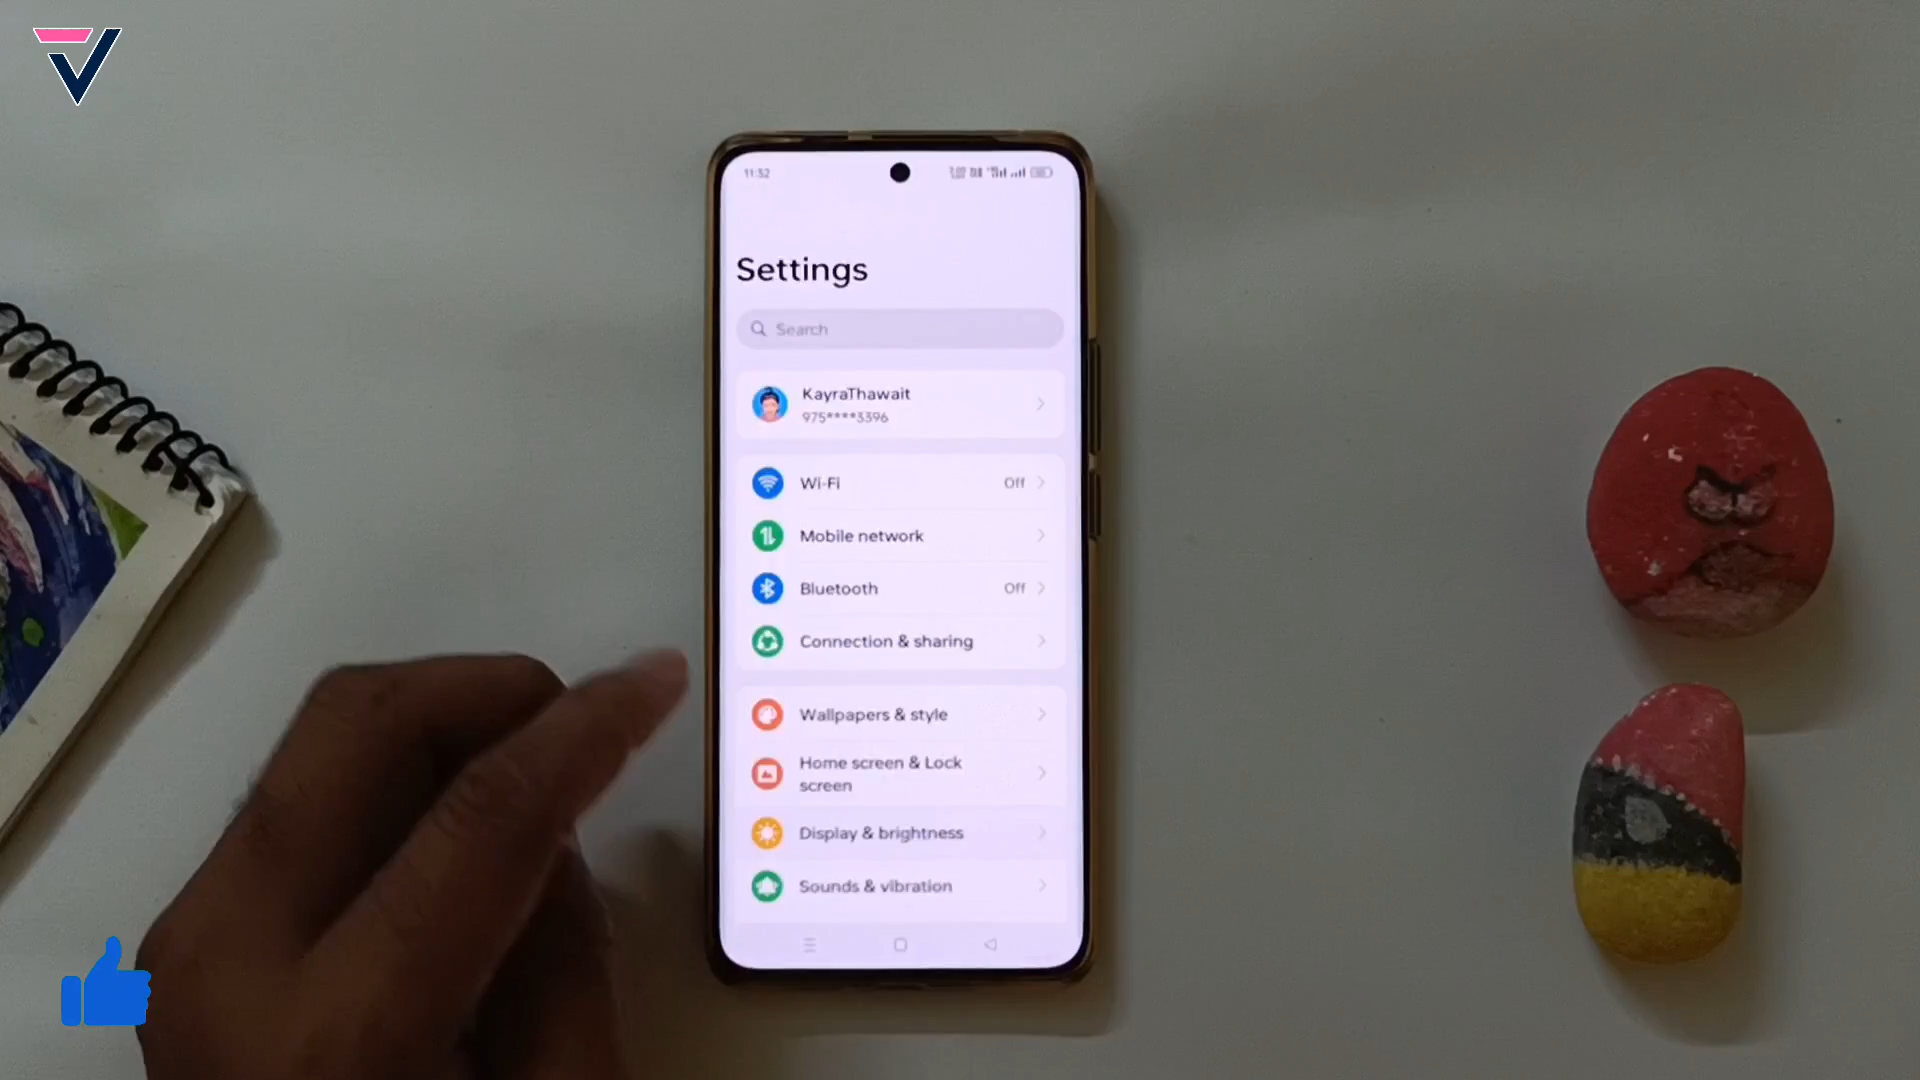 11:32
Settings
Search
KayraThawait
975****3396
Wi-Fi Off
Mobile network
Bluetooth Off
Connection & sharing
Wallpapers & style
Home screen & Lock
screen
Display & brightness
Sounds & vibration